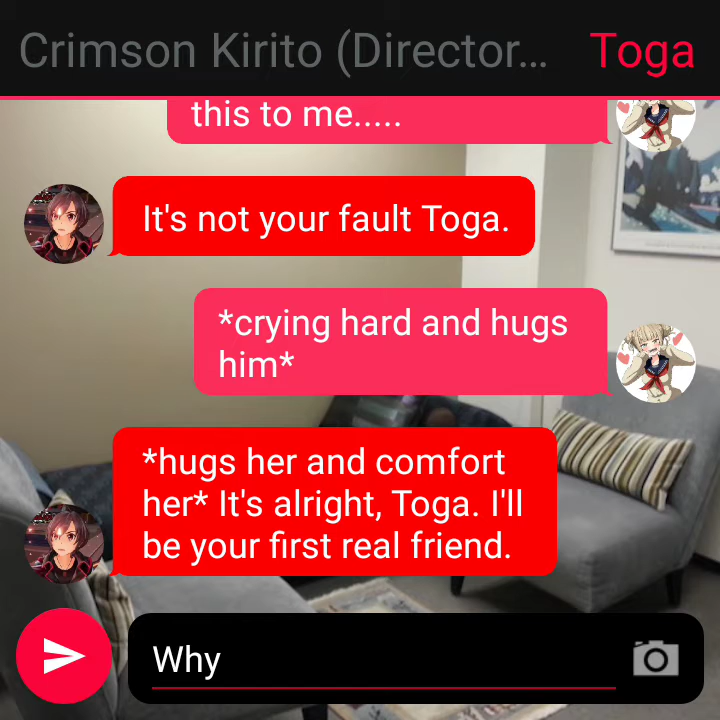 Crimson Kirito (Director... Toga
this to me.....
It's not your fault Toga.
*crying hard and hugs
him*
*hugs her and comfort
her* It's alright, Toga. I'll
be your first real friend.
Why